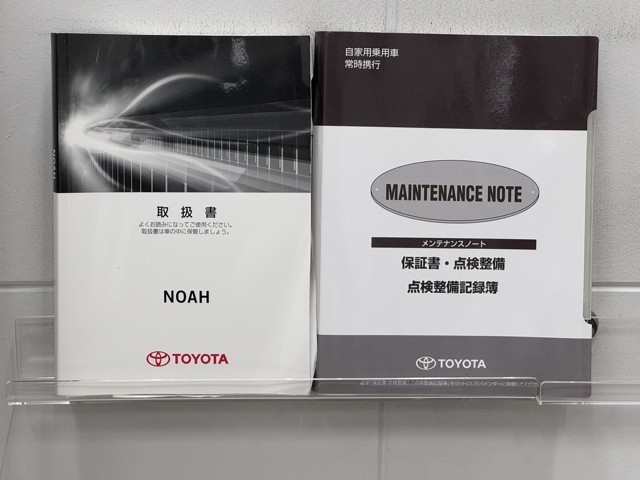 取扱書
よくお読みになってご使用ください。
取扱書は車の中に保管しましょう。
NOAH
TOYOTA
自家用乗用車
常時携行
MAINTENANCE NOTE
メンテナンスノート
保証書・点検整備
点検整備記録簿
TOYOTA